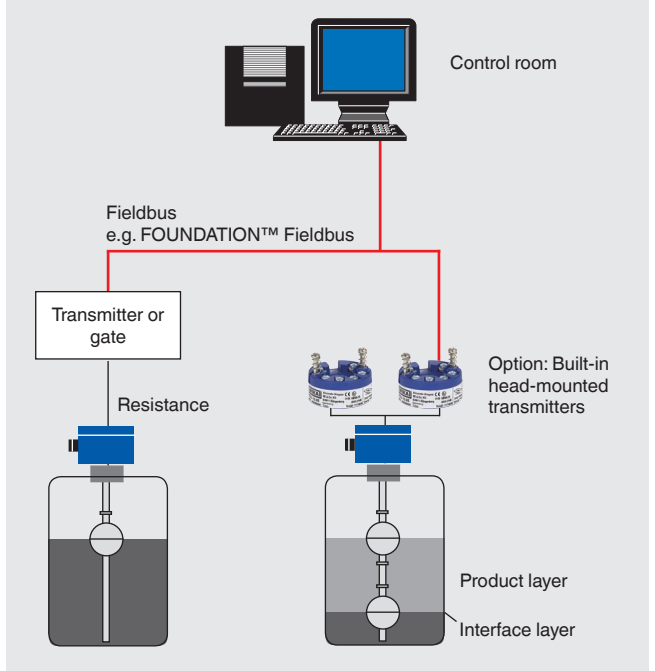 Control room
Fieldbus
e.g. FOUNDATION™ Fieldbus
Transmitter or
gate
Option: Built-in
head-mounted
transmitters
Resistance
Product layer
Interface layer